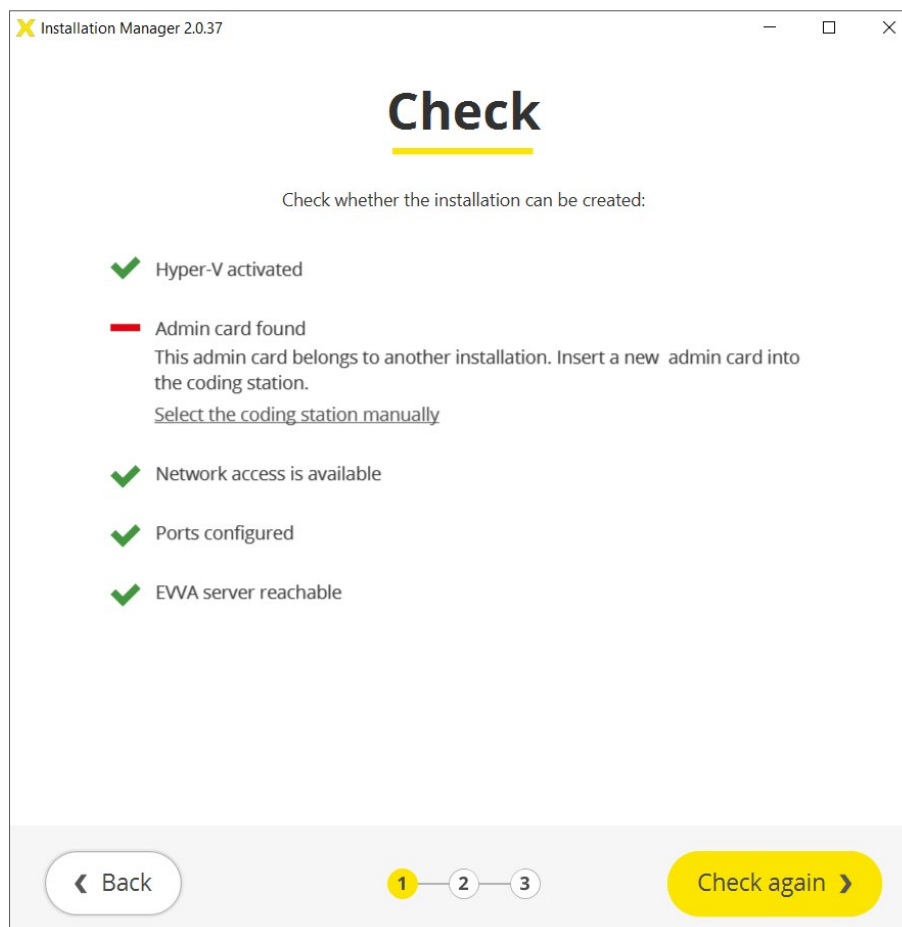 Installation Manager 2.0.37
Check
Check whether the installation can be created:
Hyper-V activated
Admin card found
This admin card belongs to another installation. Insert a new  admin card into
the coding station.
Select the coding station manually
Network access is available
Ports configured
EVVA server reachable
❮ Back
1 2 3
Check again ❯